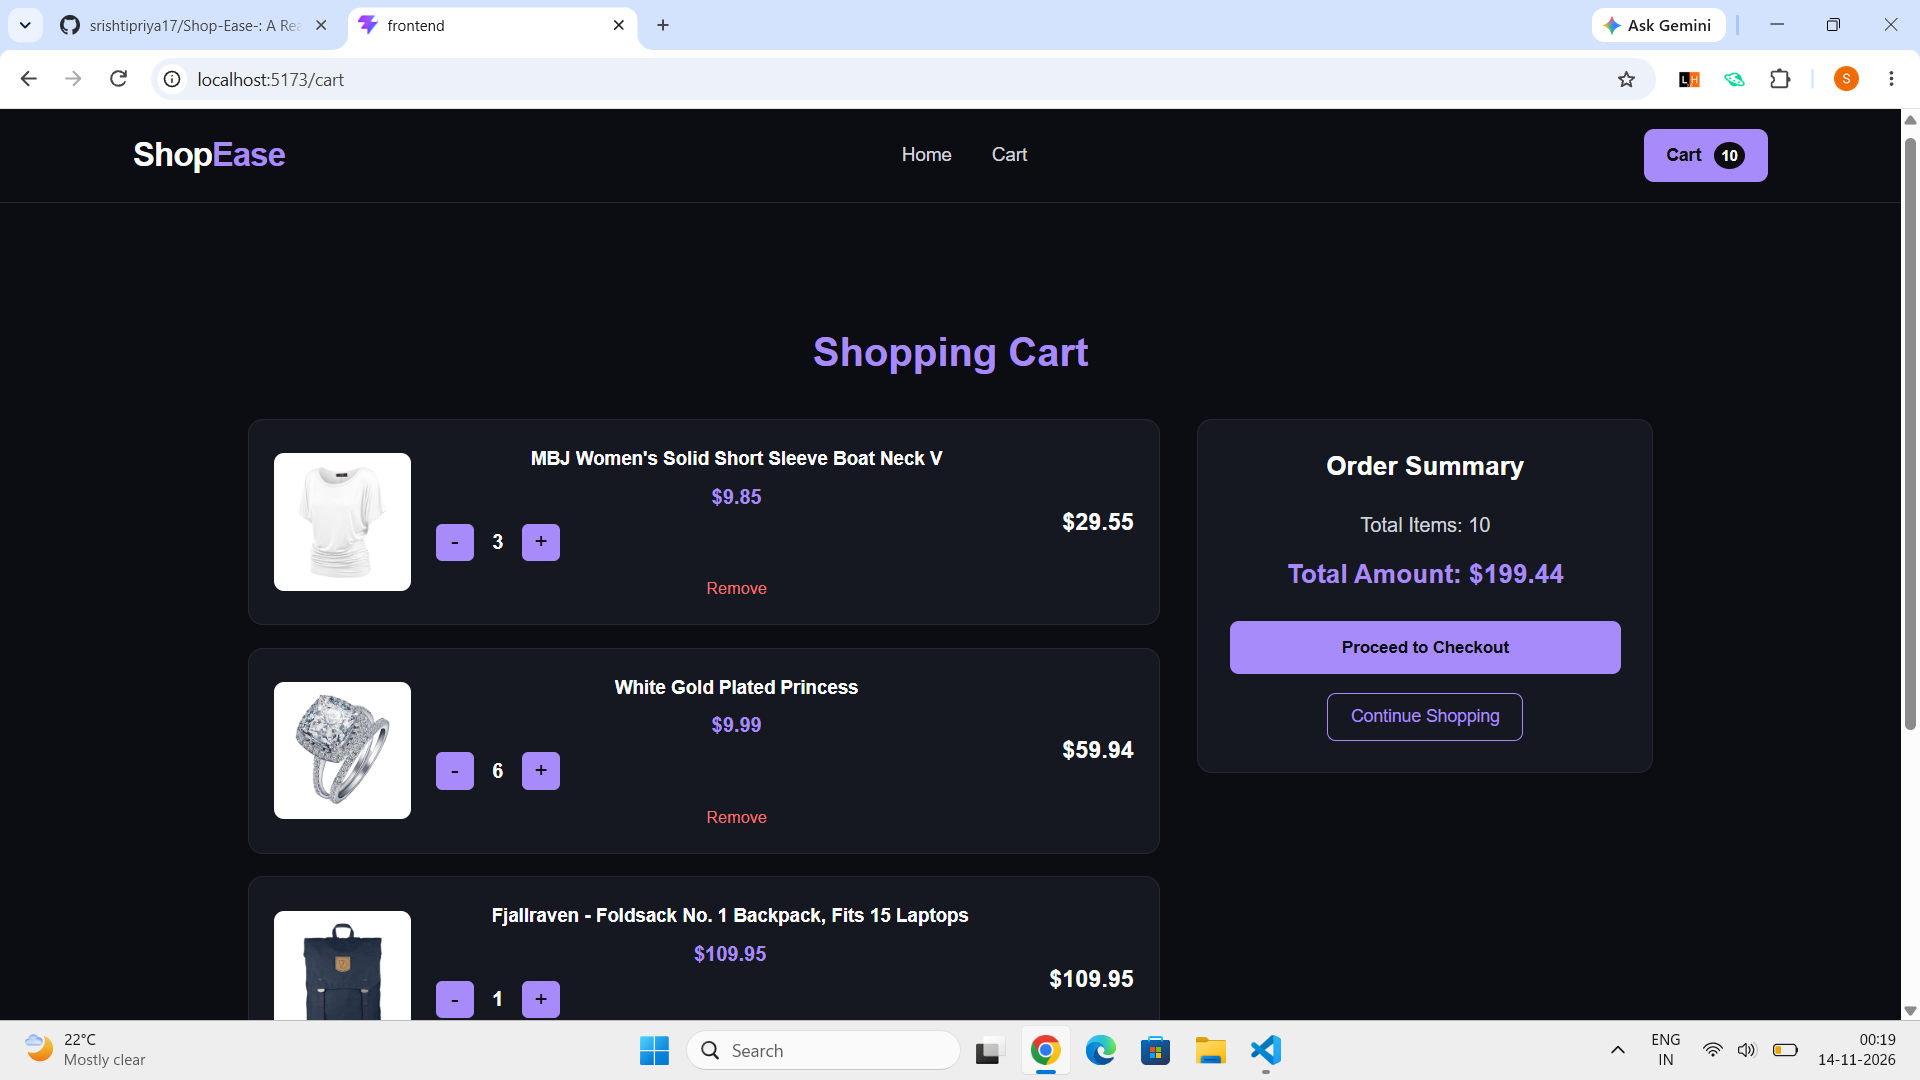 srishtipriya17/Shop-Ease-: A Rea
frontend
Ask Gemini
localhost:5173/cart
LH
S
ShopEase
Home
Cart
Cart 10
Shopping Cart
MBJ Women's Solid Short Sleeve Boat Neck V
$9.85
- 3 +
$29.55
Remove
White Gold Plated Princess
$9.99
- 6 +
$59.94
Remove
Fjallraven - Foldsack No. 1 Backpack, Fits 15 Laptops
$109.95
- 1 +
$109.95
Order Summary
Total Items: 10
Total Amount: $199.44
Proceed to Checkout
Continue Shopping
22°C
Mostly clear
Search
ENG
IN
00:19
14-11-2026